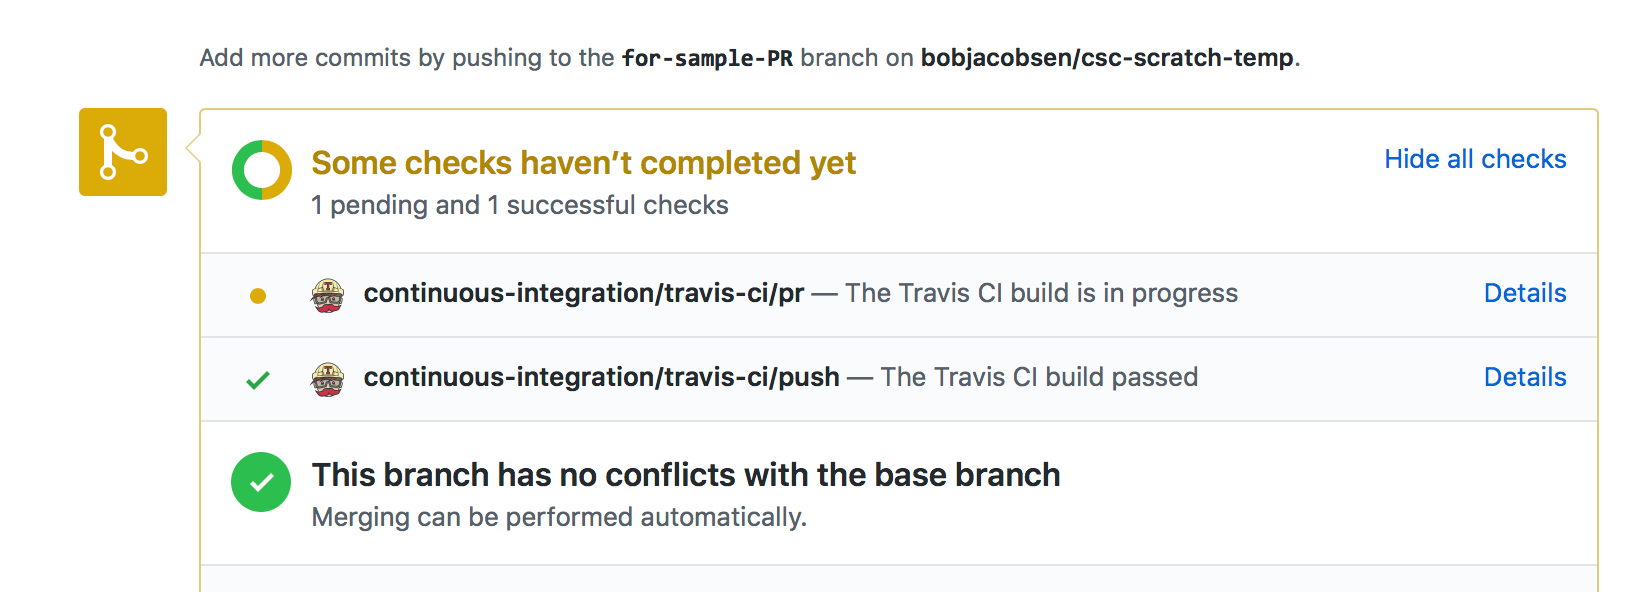 Add more commits by pushing to the for-sample-PR branch on bobjacobsen/csc-scratch-temp.
Some checks haven’t completed yet
Hide all checks
1 pending and 1 successful checks
continuous-integration/travis-ci/pr — The Travis CI build is in progress
Details
continuous-integration/travis-ci/push — The Travis CI build passed
Details
This branch has no conflicts with the base branch
Merging can be performed automatically.